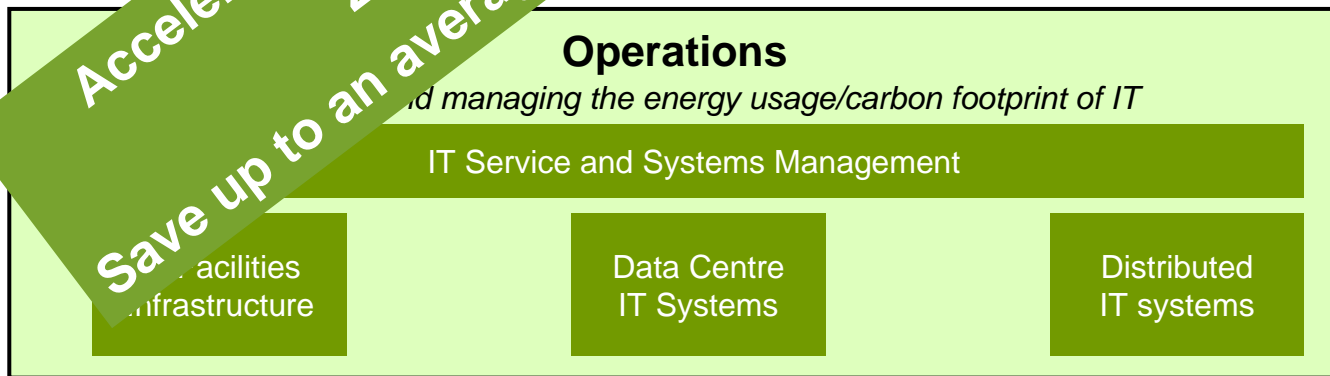 Accele
Save up to an avera
Operations
d managing the energy usage/carbon footprint of IT
IT Service and Systems Management
acilities
nfrastructure
Data Centre
IT Systems
Distributed
IT systems